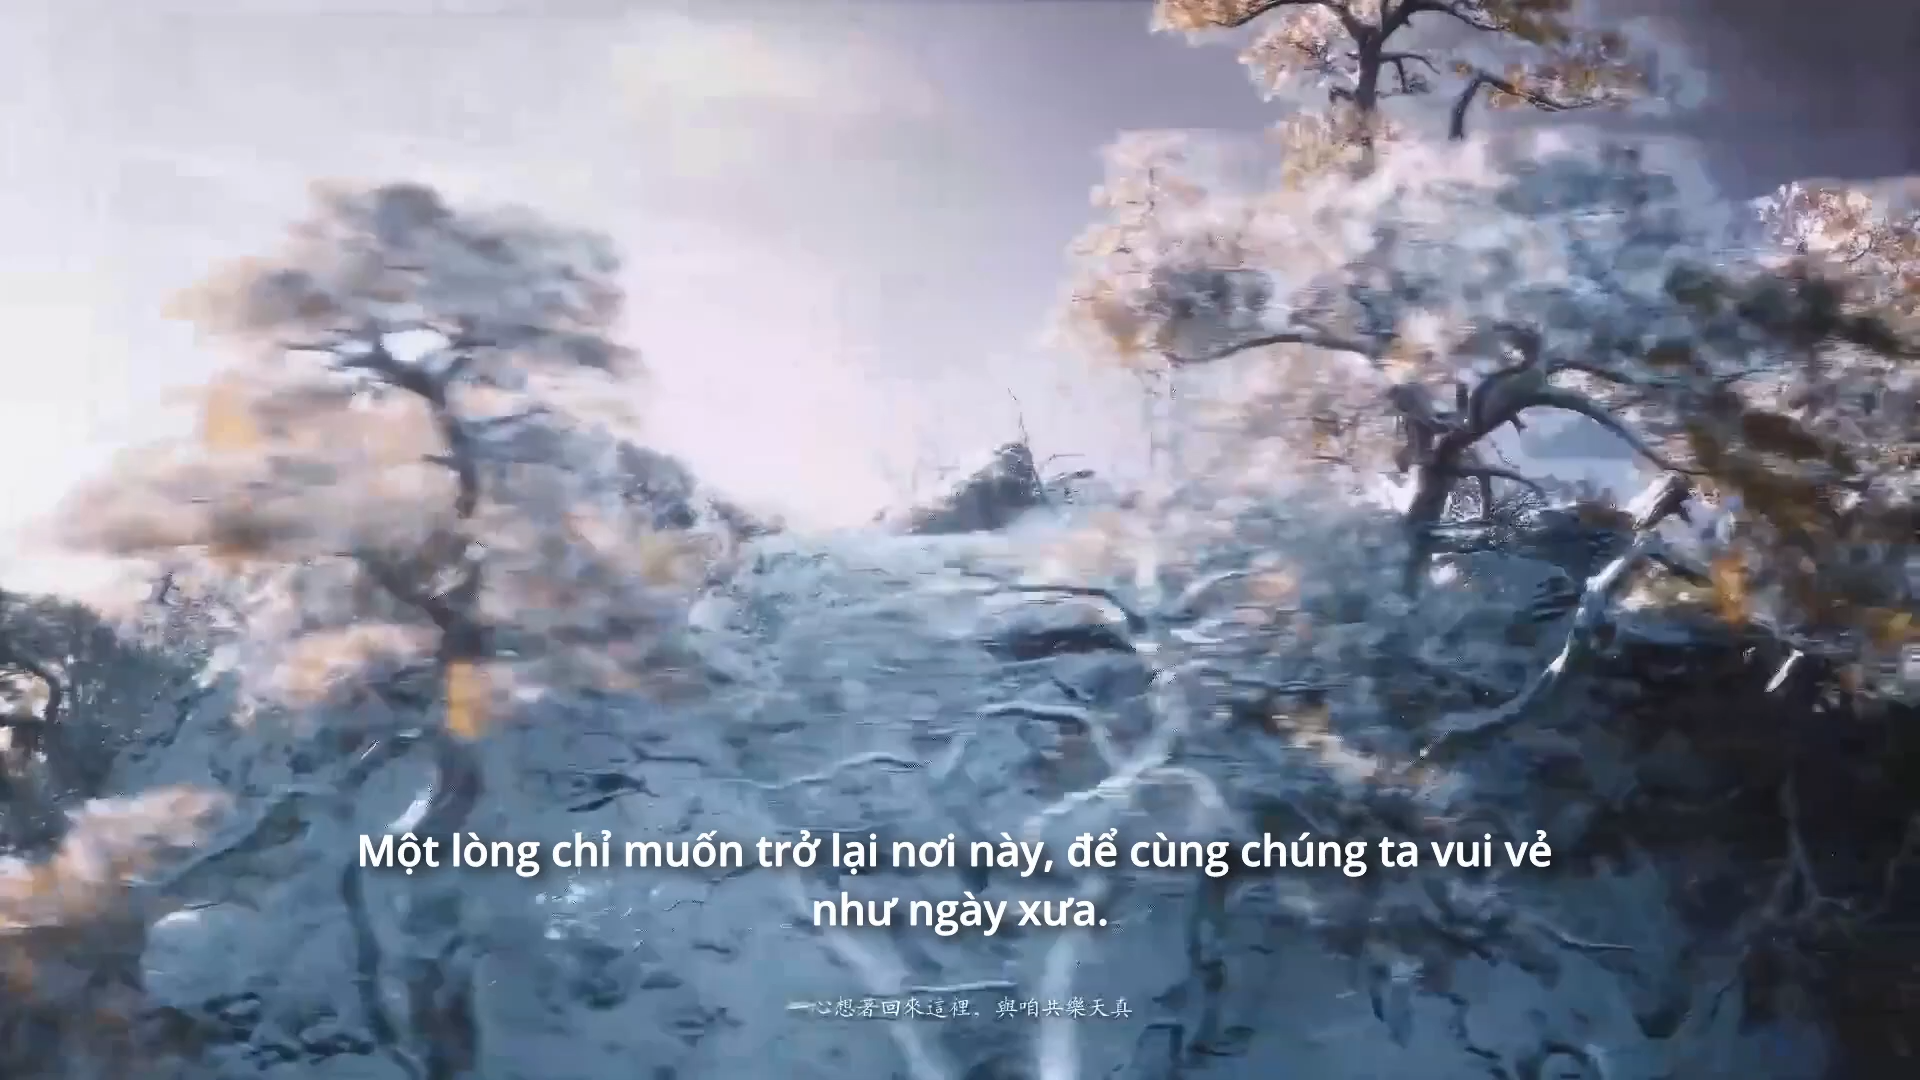 Một lòng chỉ muốn trở lại nơi này, để cùng chúng ta vui vẻ
như ngày xưa.
一心想著回來這裡，與咱共樂天真